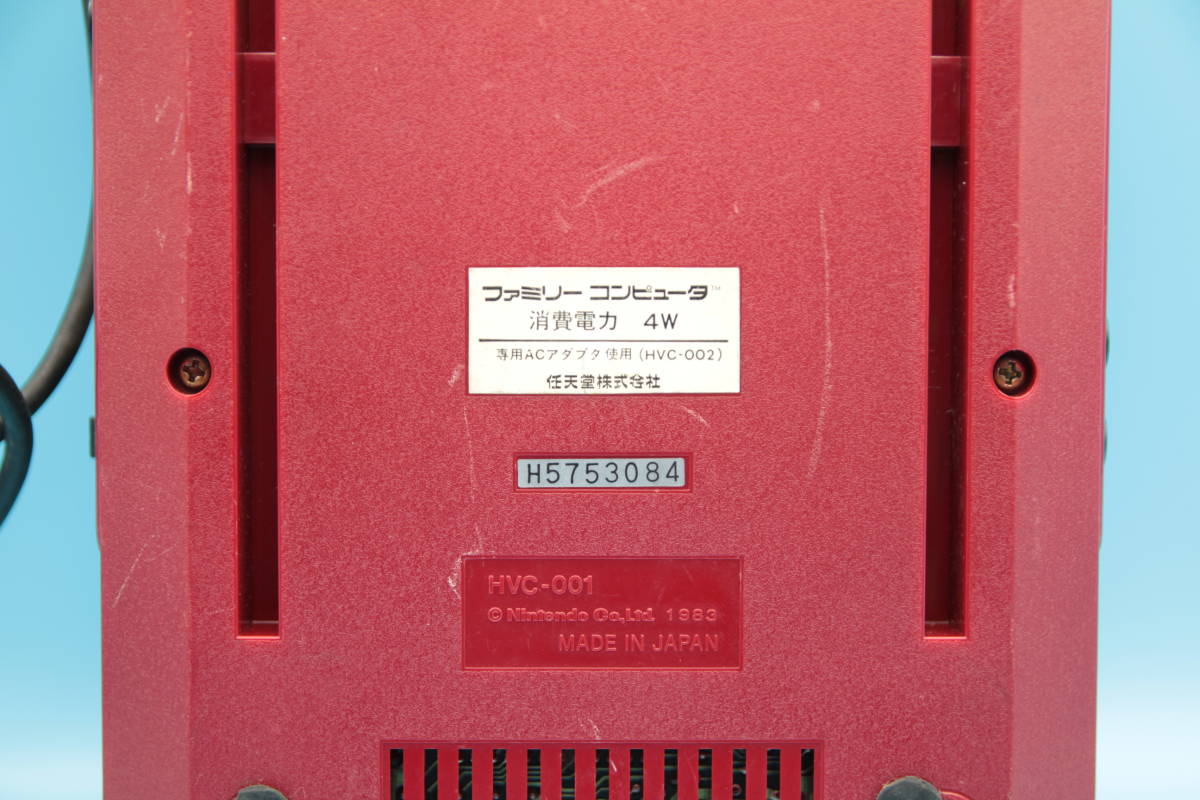 ファミリー コンピュータ™
消費電力 4W
専用ACアダプタ使用(HVC-002)
任天堂株式会社
H5753084
HVC-001
© Nintendo Co.,Ltd. 1983
MADE IN JAPAN